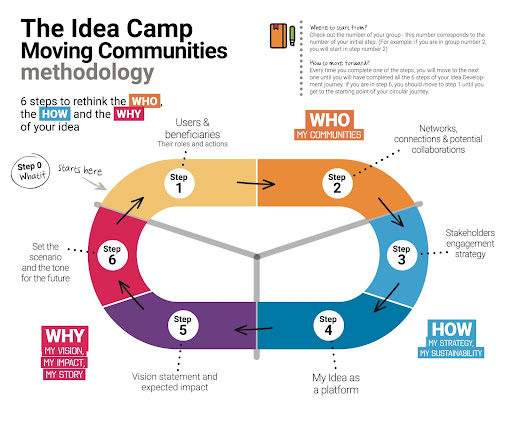 The Idea Camp
Moving Communities
methodology
6 steps to rethink the WHO,
the HOW and the WHY
of your idea
Where to start from?
Check out the number of your group - this number corresponds to the
number of your initial step. (For example: if you are in group number 2,
you will start in step number 2)
How to move forward?
Every time you complete one of the steps, you will move to the
next one until you will have completed all the 6 steps of your Idea Develop-
ment journey. If you are in step 6, you should move to step 1 until you
get to the starting point of your circular journey.
Step 0
What if
starts here
Users &
beneficiaries
Their roles and actions
WHO
MY COMMUNITIES
Networks,
connections & potential
collaborations
Step
1
Step
2
Stakeholders
engagement
strategy
Step
3
Set the
scenario
and the tone
for the future
Step
6
Step
5
Step
4
WHY
MY VISION,
MY IMPACT,
MY STORY
HOW
MY STRATEGY,
MY SUSTAINABILITY
Vision statement and
expected impact
My Idea as
a platform